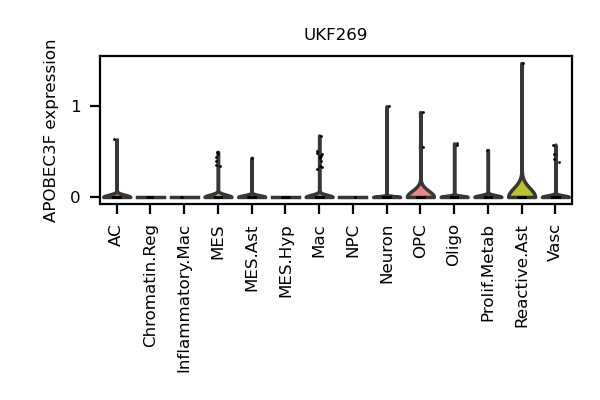 UKF269
APOBEC3F expression
1
0
AC
Chromatin.Reg
Inflammatory.Mac
MES
MES.Ast
MES.Hyp
Mac
NPC
Neuron
OPC
Oligo
Prolif.Metab
Reactive.Ast
Vasc